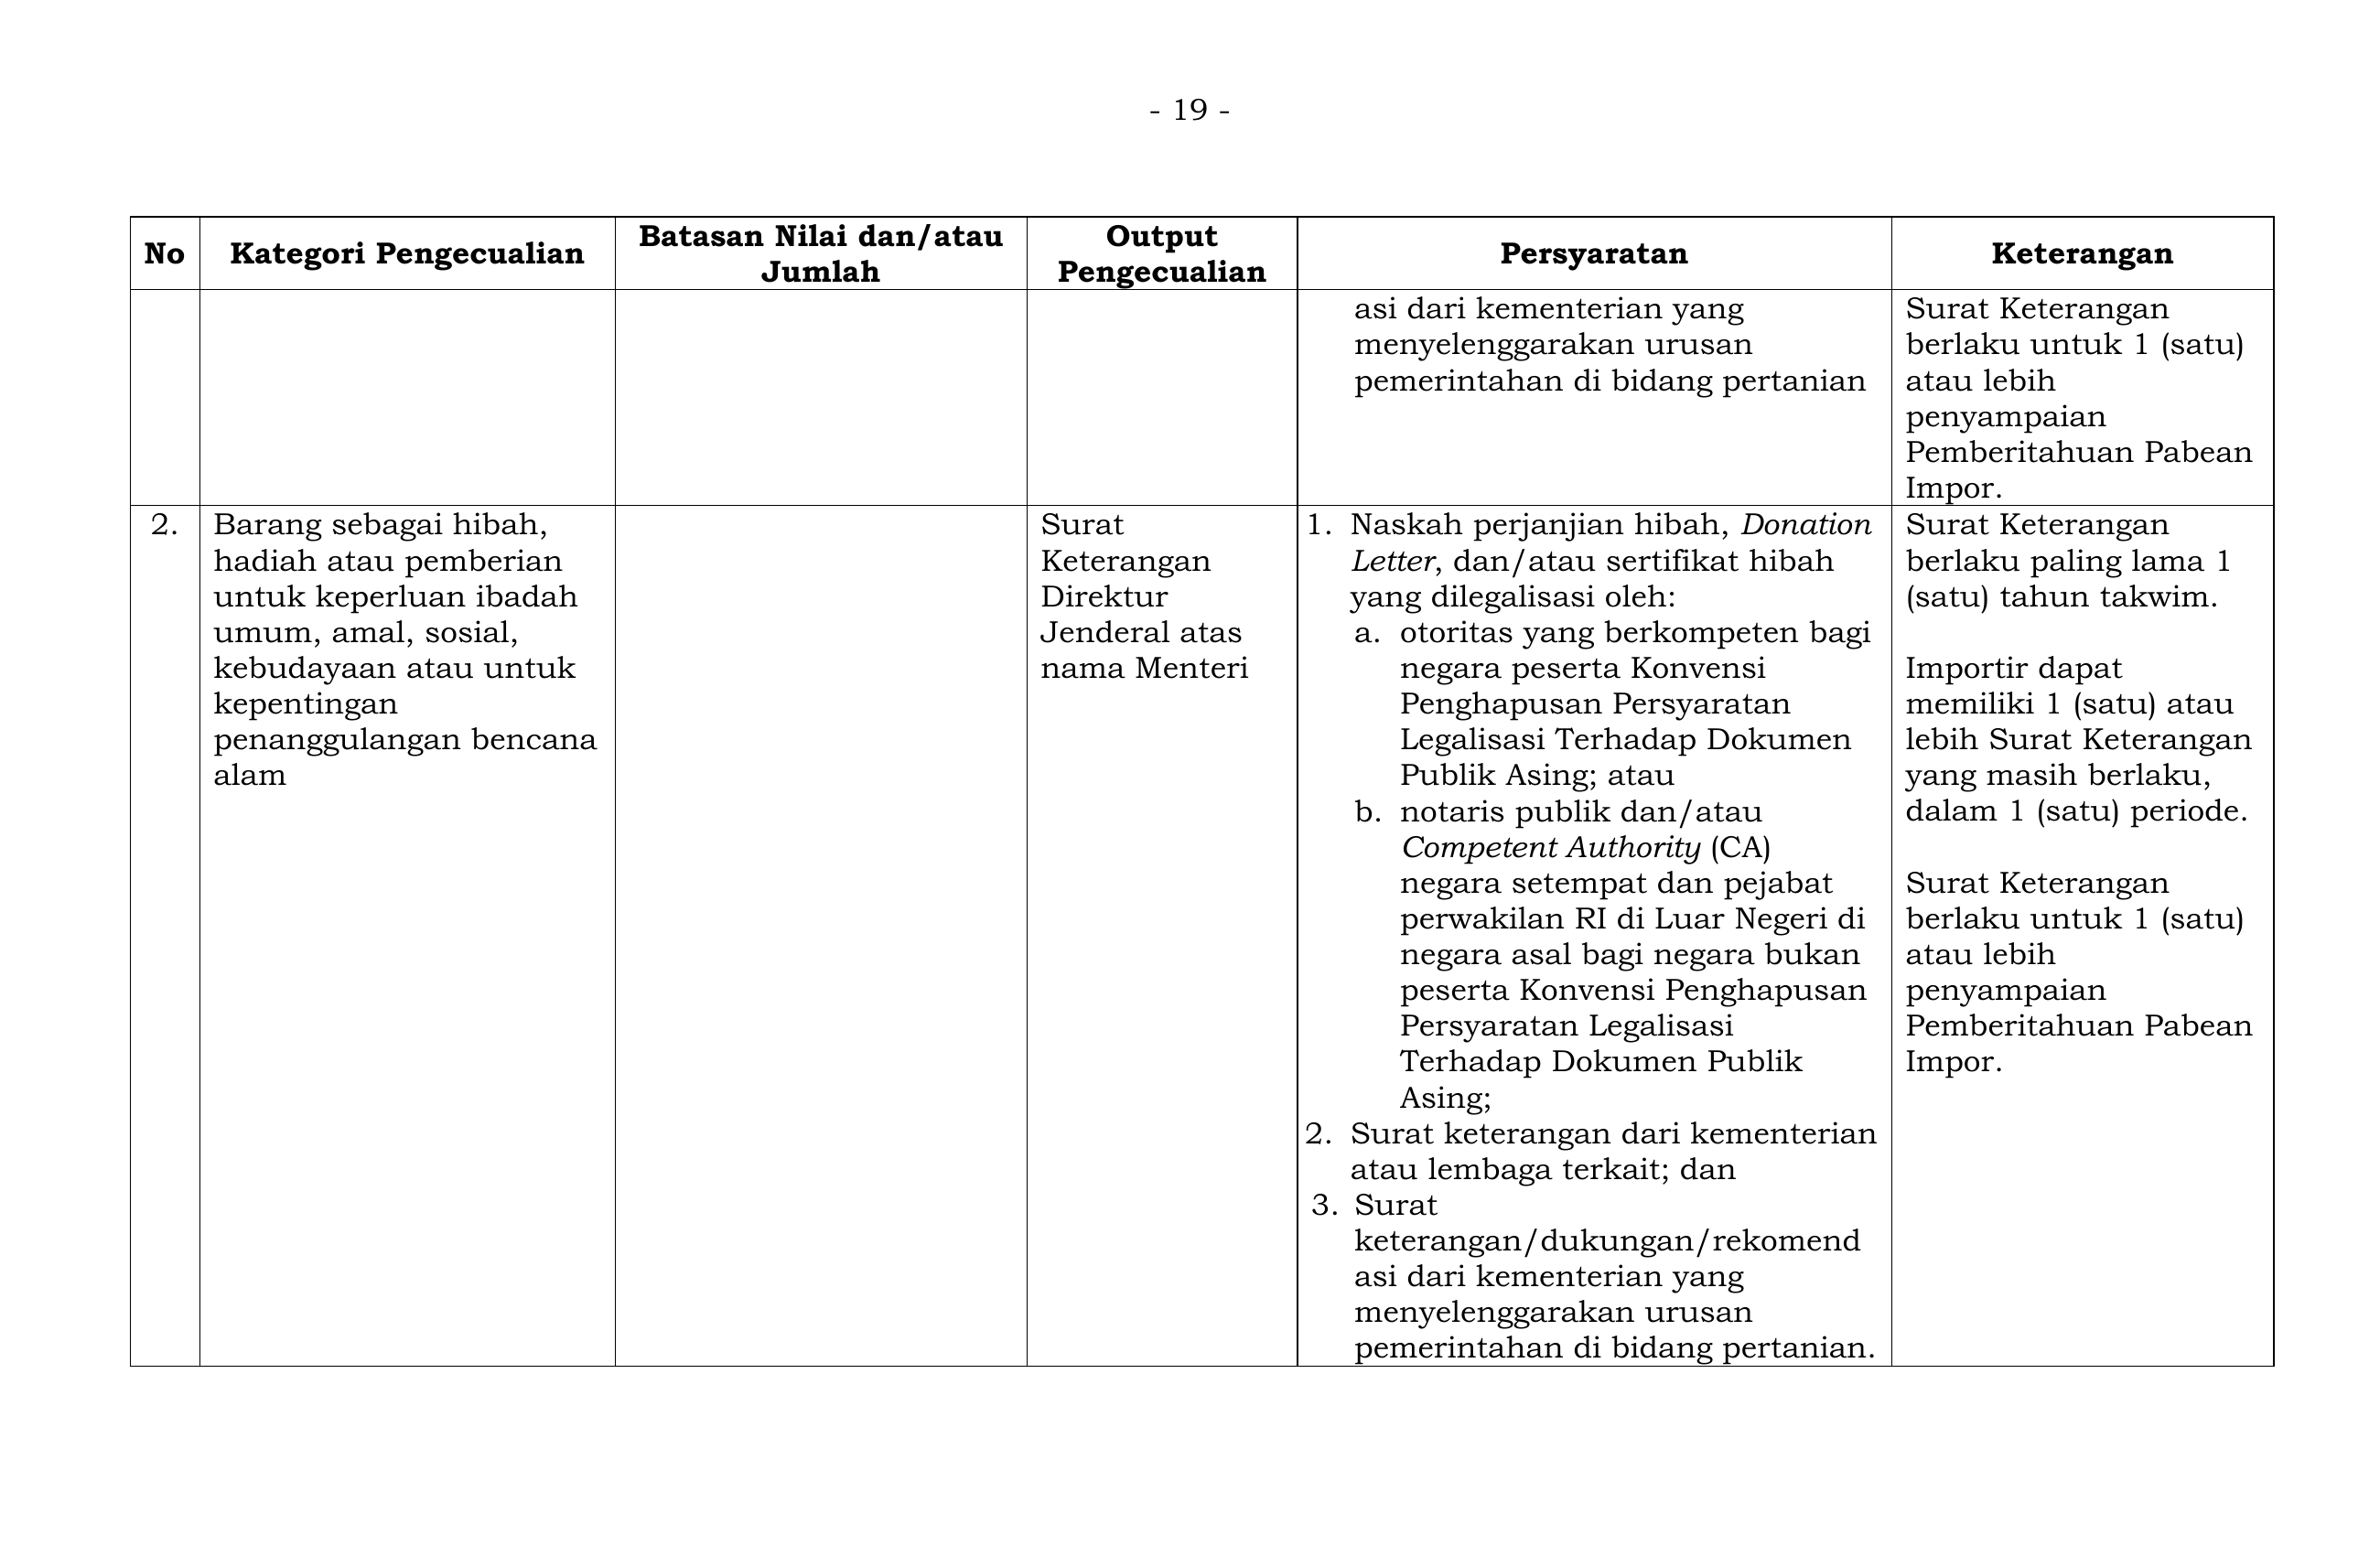 - 19 -
No
Kategori Pengecualian
Batasan Nilai dan/atau
Jumlah
Output
Pengecualian
Persyaratan
Keterangan
asi dari kementerian yang
menyelenggarakan urusan
pemerintahan di bidang pertanian
Surat Keterangan
berlaku untuk 1 (satu)
atau lebih
penyampaian
Pemberitahuan Pabean
Impor.
2.
Barang sebagai hibah,
hadiah atau pemberian
untuk keperluan ibadah
umum, amal, sosial,
kebudayaan atau untuk
kepentingan
penanggulangan bencana
alam
Surat
Keterangan
Direktur
Jenderal atas
nama Menteri
1. Naskah perjanjian hibah, Donation
Letter, dan/atau sertifikat hibah
yang dilegalisasi oleh:
a. otoritas yang berkompeten bagi
negara peserta Konvensi
Penghapusan Persyaratan
Legalisasi Terhadap Dokumen
Publik Asing; atau
b. notaris publik dan/atau
Competent Authority (CA)
negara setempat dan pejabat
perwakilan RI di Luar Negeri di
negara asal bagi negara bukan
peserta Konvensi Penghapusan
Persyaratan Legalisasi
Terhadap Dokumen Publik
Asing;
2. Surat keterangan dari kementerian
atau lembaga terkait; dan
3. Surat
keterangan/dukungan/rekomend
asi dari kementerian yang
menyelenggarakan urusan
pemerintahan di bidang pertanian.
Surat Keterangan
berlaku paling lama 1
(satu) tahun takwim.
Importir dapat
memiliki 1 (satu) atau
lebih Surat Keterangan
yang masih berlaku,
dalam 1 (satu) periode.
Surat Keterangan
berlaku untuk 1 (satu)
atau lebih
penyampaian
Pemberitahuan Pabean
Impor.